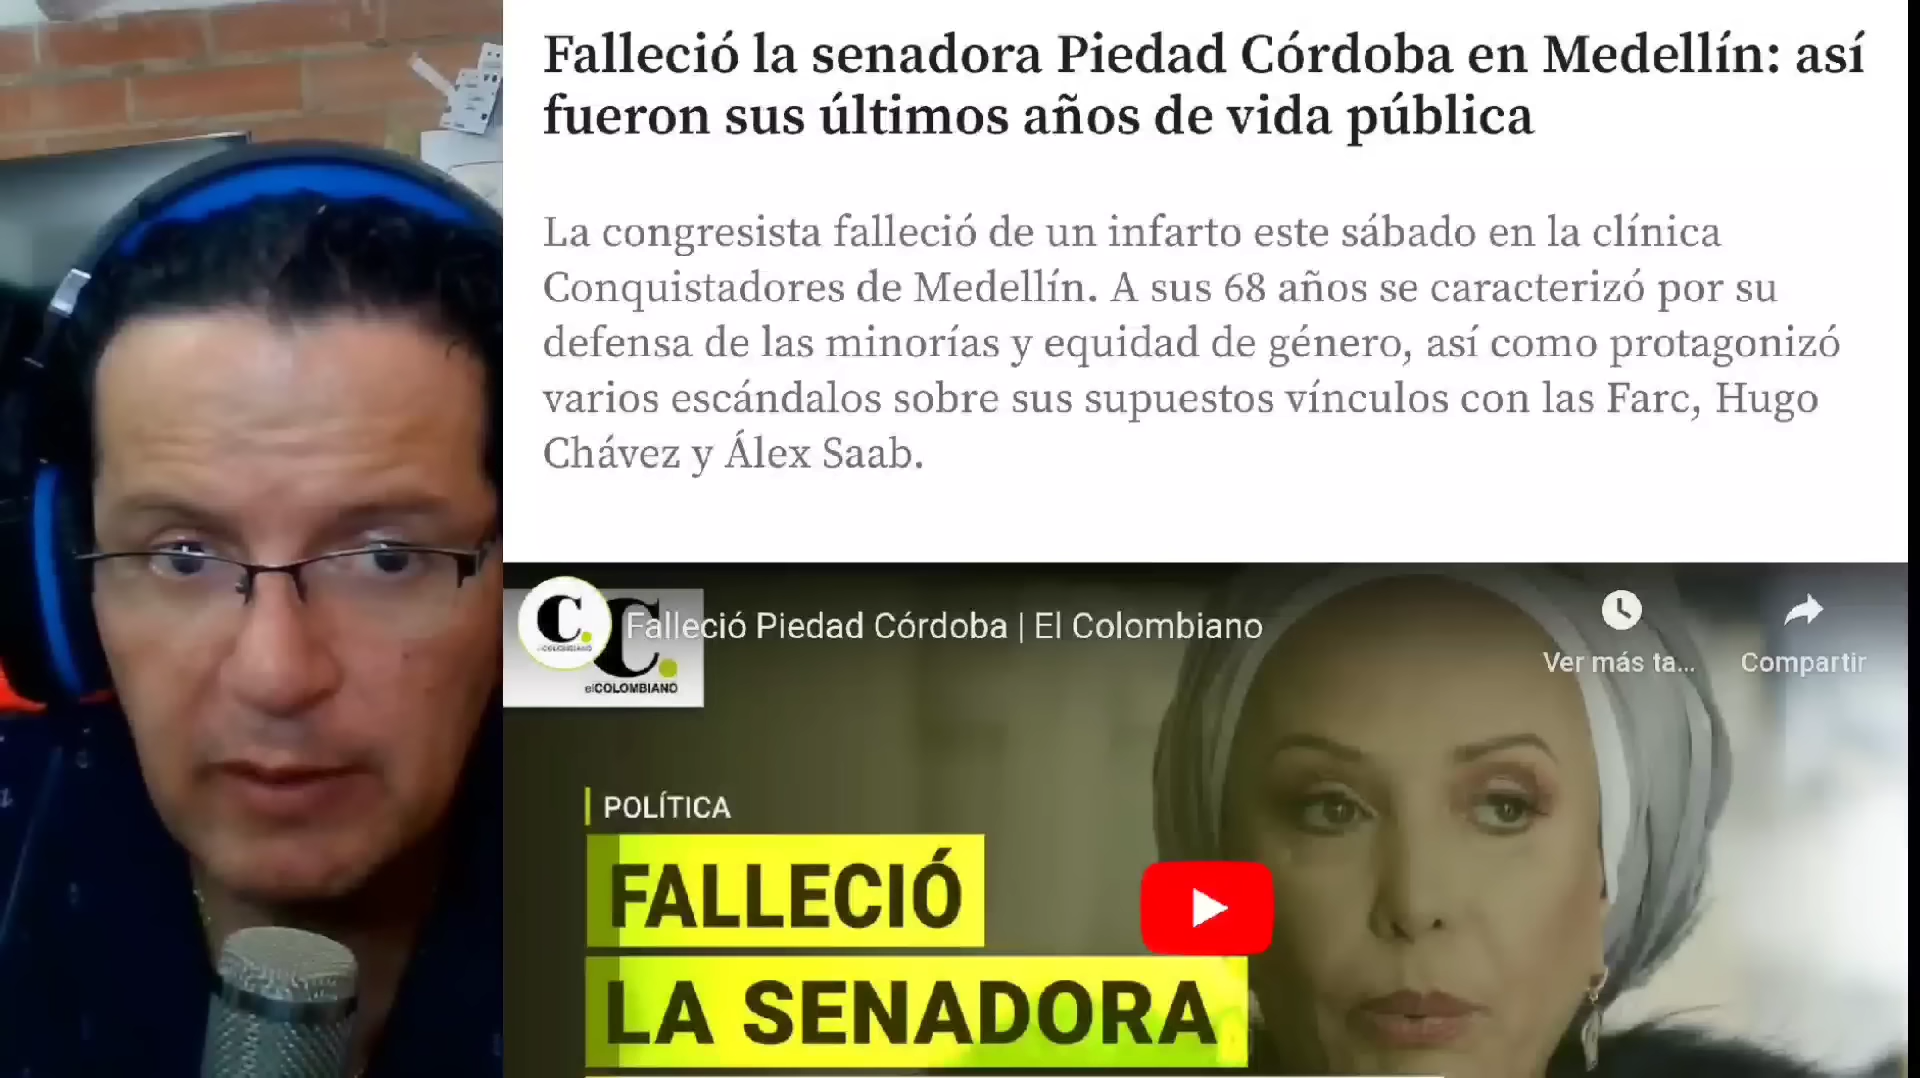 Falleció la senadora Piedad Córdoba en Medellín: así
fueron sus últimos años de vida pública
La congresista falleció de un infarto este sábado en la clínica
Conquistadores de Medellín. A sus 68 años se caracterizó por su
defensa de las minorías y equidad de género, así como protagonizó
varios escándalos sobre sus supuestos vínculos con las Farc, Hugo
Chávez y Álex Saab.
C.
el COLOMBIANO
C.
elCOLOMBIANO
Falleció Piedad Córdoba | El Colombiano
Ver más ta...
Compartir
POLÍTICA
FALLECIÓ
LA SENADORA